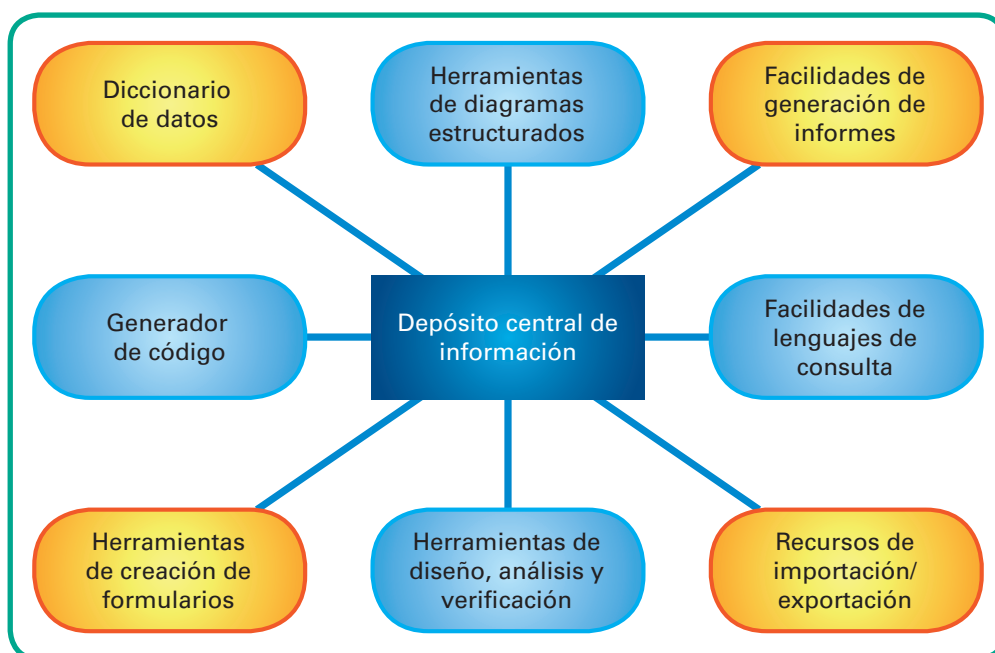 Diccionario
de datos
Herramientas
de diagramas
estructurados
Facilidades de
generación de
informes
Generador
de código
Depósito central de
información
Facilidades de
lenguajes de
consulta
Herramientas
de creación de
formularios
Herramientas de
diseño, análisis y
verificación
Recursos de
importación/
exportación